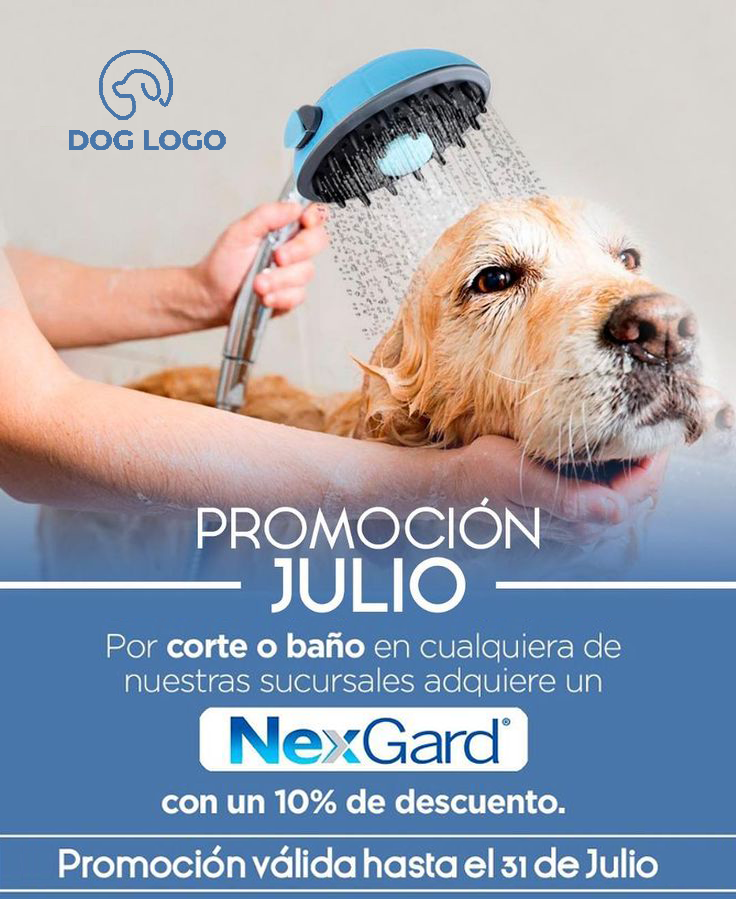 DOG LOGO
PROMOCIÓN
JULIO
Por corte o baño en cualquiera de
nuestras sucursales adquiere un
NexGard®
con un 10% de descuento.
Promoción válida hasta el 31 de Julio